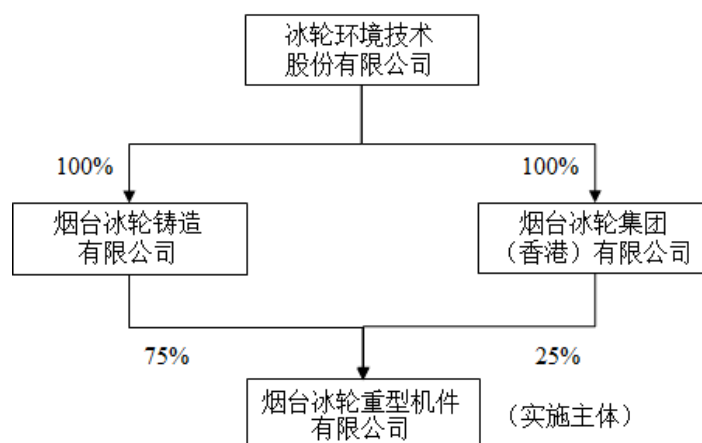 冰轮环境技术
股份有限公司
100%
100%
烟台冰轮铸造
有限公司
烟台冰轮集团
（香港）有限公司
75%
25%
烟台冰轮重型机件
有限公司
（实施主体）